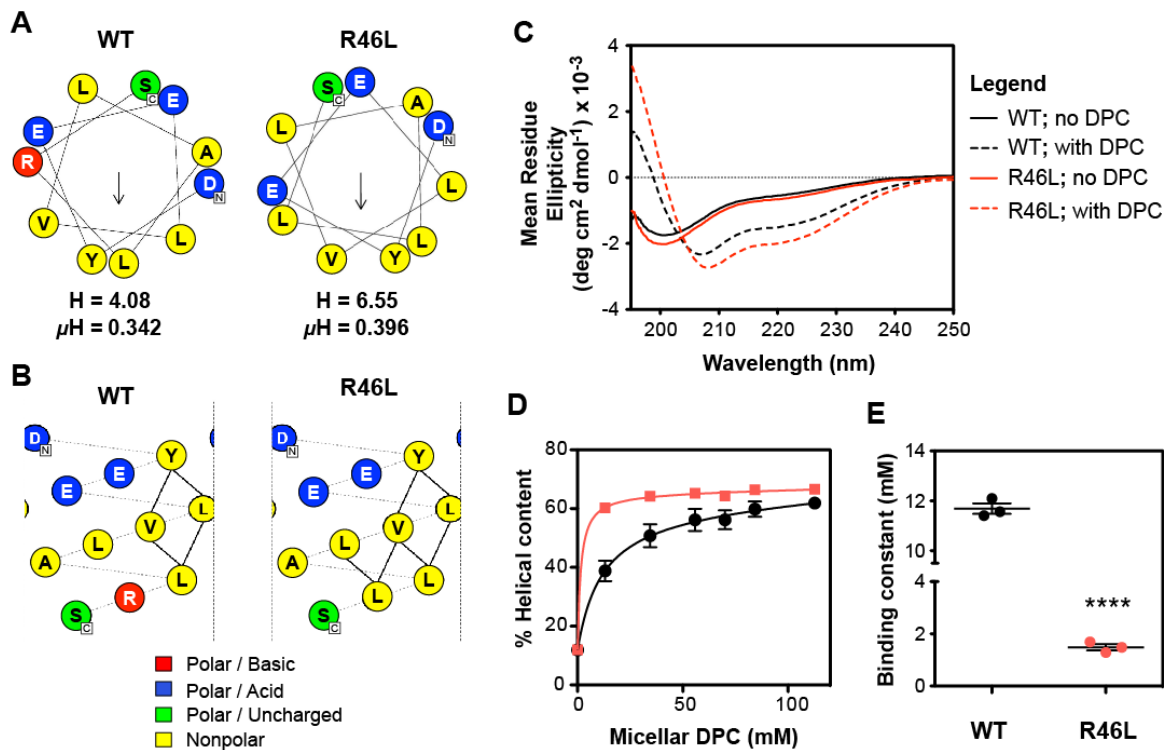 A
WT
R46L
S
C
E
L
E
R
V
Y
L
L
D
N
A
S
C
E
A
D
N
L
L
E
L
V
Y
L
H = 4.08
µH = 0.342
H = 6.55
µH = 0.396
B
WT
R46L
D
N
Y
E
E
L
V
L
A
L
R
S
C
D
N
Y
E
E
L
V
L
A
L
L
S
C
Polar / Basic
Polar / Acid
Polar / Uncharged
Nonpolar
C
Mean Residue
Ellipticity
(deg cm² dmol⁻¹) x 10⁻³
4
2
0
-2
-4
200
210
220
230
240
250
Wavelength (nm)
Legend
WT; no DPC
WT; with DPC
R46L; no DPC
R46L; with DPC
D
% Helical content
80
60
40
20
0
0
50
100
Micellar DPC (mM)
E
Binding constant (mM)
14
12
10
4
2
0
****
WT
R46L